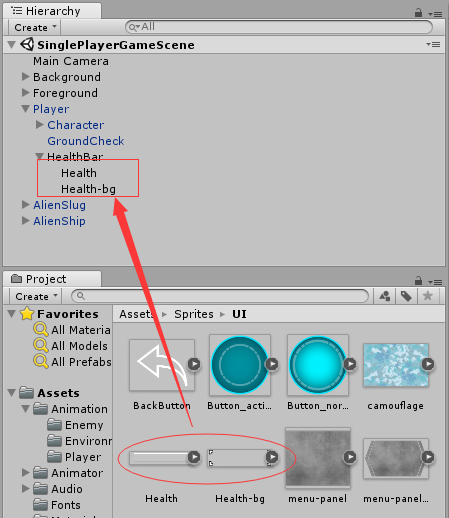 Hierarchy
Create
All
SinglePlayerGameScene
Main Camera
Background
Foreground
Player
Character
GroundCheck
HealthBar
Health
Health-bg
AlienSlug
AlienShip
Project
Create
Favorites
All Materia
All Models
All Prefabs
Assets
Animation
Enemy
Environr
Player
Animator
Audio
Fonts
Assets ▸ Sprites ▸ UI
BackButton Button_acti... Button_nor... camouflage
Health Health-bg menu-panel menu-panel...